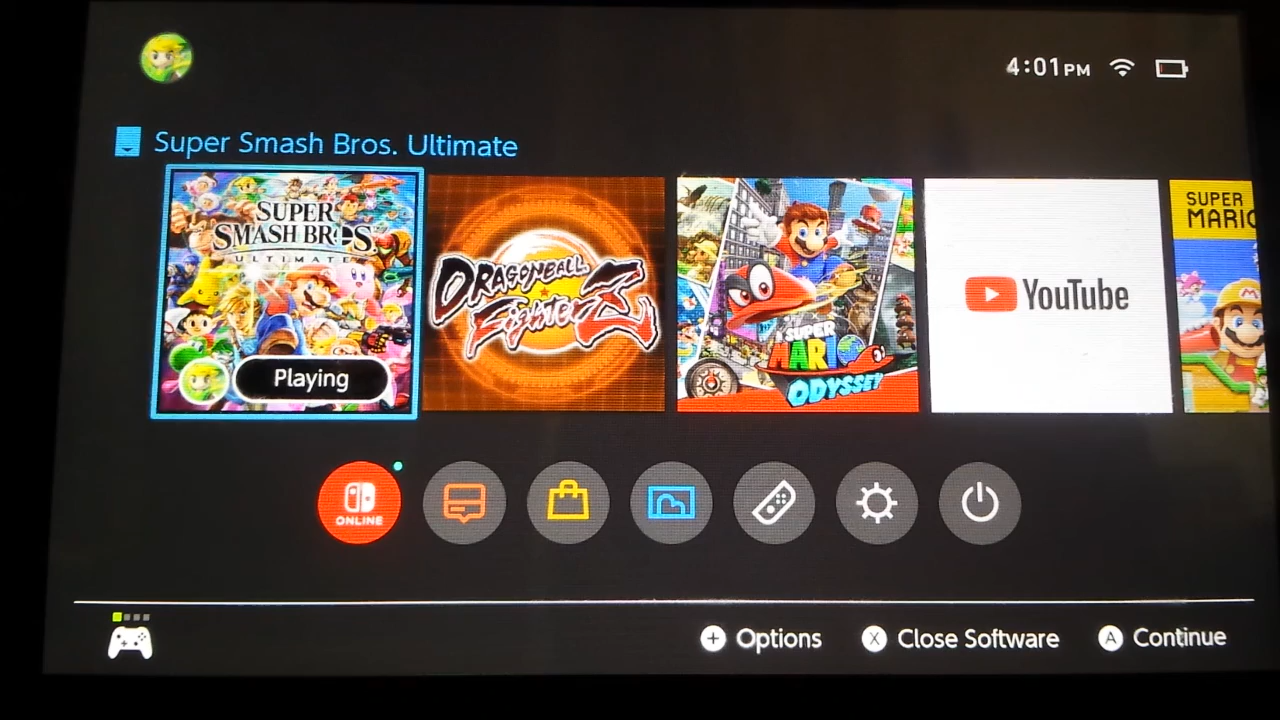 4:01PM
Super Smash Bros. Ultimate
SUPER
SMASH BROS.
ULTIMATE
Playing
DRAGONBALL
FighterZ
SUPER
MARIO
ODYSSEY
YouTube
SUPER
MARIO
ONLINE
+ Options
X Close Software
A Continue